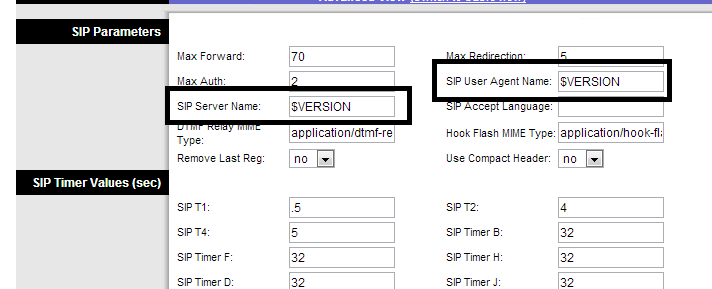 SIP Parameters
Max Forward: 70 Max Redirection: 5
Max Auth: 2 SIP User Agent Name: $VERSION
SIP Server Name: $VERSION SIP Accept Language:
DTMF Relay MIME Type: application/dtmf-re Hook Flash MIME Type: application/hook-fl
Remove Last Reg: no Use Compact Header: no
SIP Timer Values (sec)
SIP T1: .5 SIP T2: 4
SIP T4: 5 SIP Timer B: 32
SIP Timer F: 32 SIP Timer H: 32
SIP Timer D: 32 SIP Timer J: 32